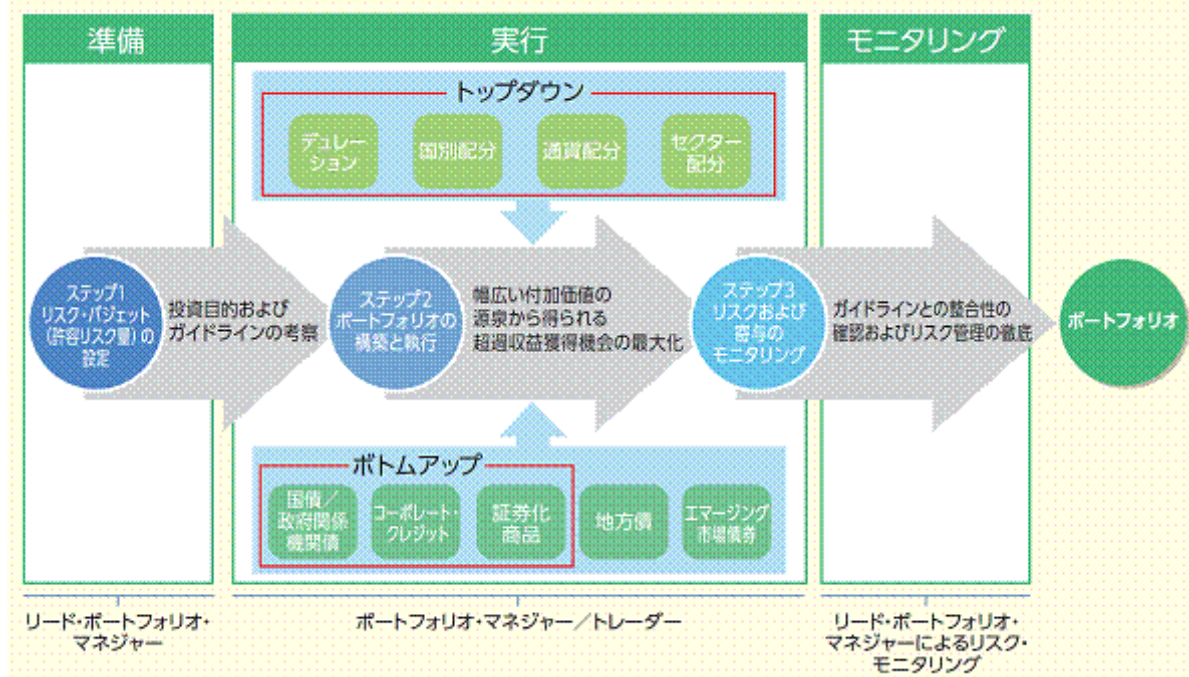 準備
実行
モニタリング
トップダウン
デュレー
ション
国別配分
通貨配分
セクター
配分
ステップ1
リスク・バジェット
(許容リスク量)の
設定
投資目的および
ガイドラインの考察
ステップ2
ポートフォリオの
構築と執行
幅広い付加価値の
源泉から得られる
超過収益獲得機会の最大化
ステップ3
リスクおよび
寄与の
モニタリング
ガイドラインとの整合性の
確認およびリスク管理の徹底
ポートフォリオ
ボトムアップ
国債/
政府関係
機関債
コーポレート・
クレジット
証券化
商品
地方債
エマージング
市場債券
リード・ポートフォリオ・
マネジャー
ポートフォリオ・マネジャー/トレーダー
リード・ポートフォリオ・
マネジャーによるリスク・
モニタリング